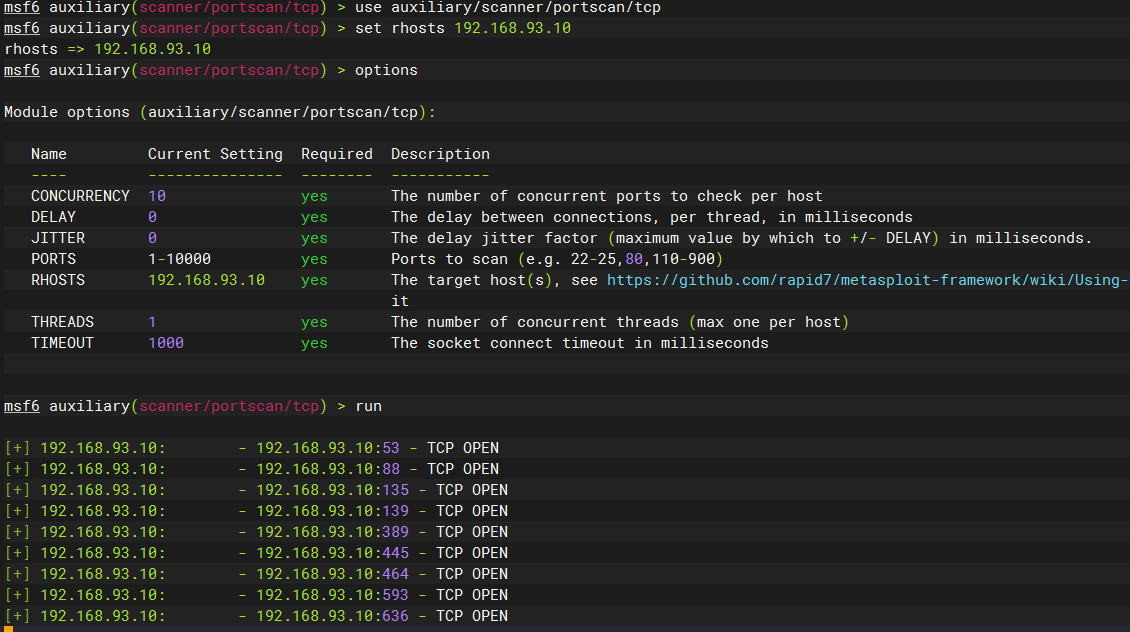 msf6 auxiliary(scanner/portscan/tcp) > use auxiliary/scanner/portscan/tcp
msf6 auxiliary(scanner/portscan/tcp) > set rhosts 192.168.93.10
rhosts => 192.168.93.10
msf6 auxiliary(scanner/portscan/tcp) > options
Module options (auxiliary/scanner/portscan/tcp):
Name Current Setting Required Description
---- --------------- -------- -----------
CONCURRENCY 10 yes The number of concurrent ports to check per host
DELAY 0 yes The delay between connections, per thread, in milliseconds
JITTER 0 yes The delay jitter factor (maximum value by which to +/- DELAY) in milliseconds.
PORTS 1-10000 yes Ports to scan (e.g. 22-25,80,110-900)
RHOSTS 192.168.93.10 yes The target host(s), see https://github.com/rapid7/metasploit-framework/wiki/Using-
it
THREADS 1 yes The number of concurrent threads (max one per host)
TIMEOUT 1000 yes The socket connect timeout in milliseconds
msf6 auxiliary(scanner/portscan/tcp) > run
[+] 192.168.93.10: - 192.168.93.10:53 - TCP OPEN
[+] 192.168.93.10: - 192.168.93.10:88 - TCP OPEN
[+] 192.168.93.10: - 192.168.93.10:135 - TCP OPEN
[+] 192.168.93.10: - 192.168.93.10:139 - TCP OPEN
[+] 192.168.93.10: - 192.168.93.10:389 - TCP OPEN
[+] 192.168.93.10: - 192.168.93.10:445 - TCP OPEN
[+] 192.168.93.10: - 192.168.93.10:464 - TCP OPEN
[+] 192.168.93.10: - 192.168.93.10:593 - TCP OPEN
[+] 192.168.93.10: - 192.168.93.10:636 - TCP OPEN